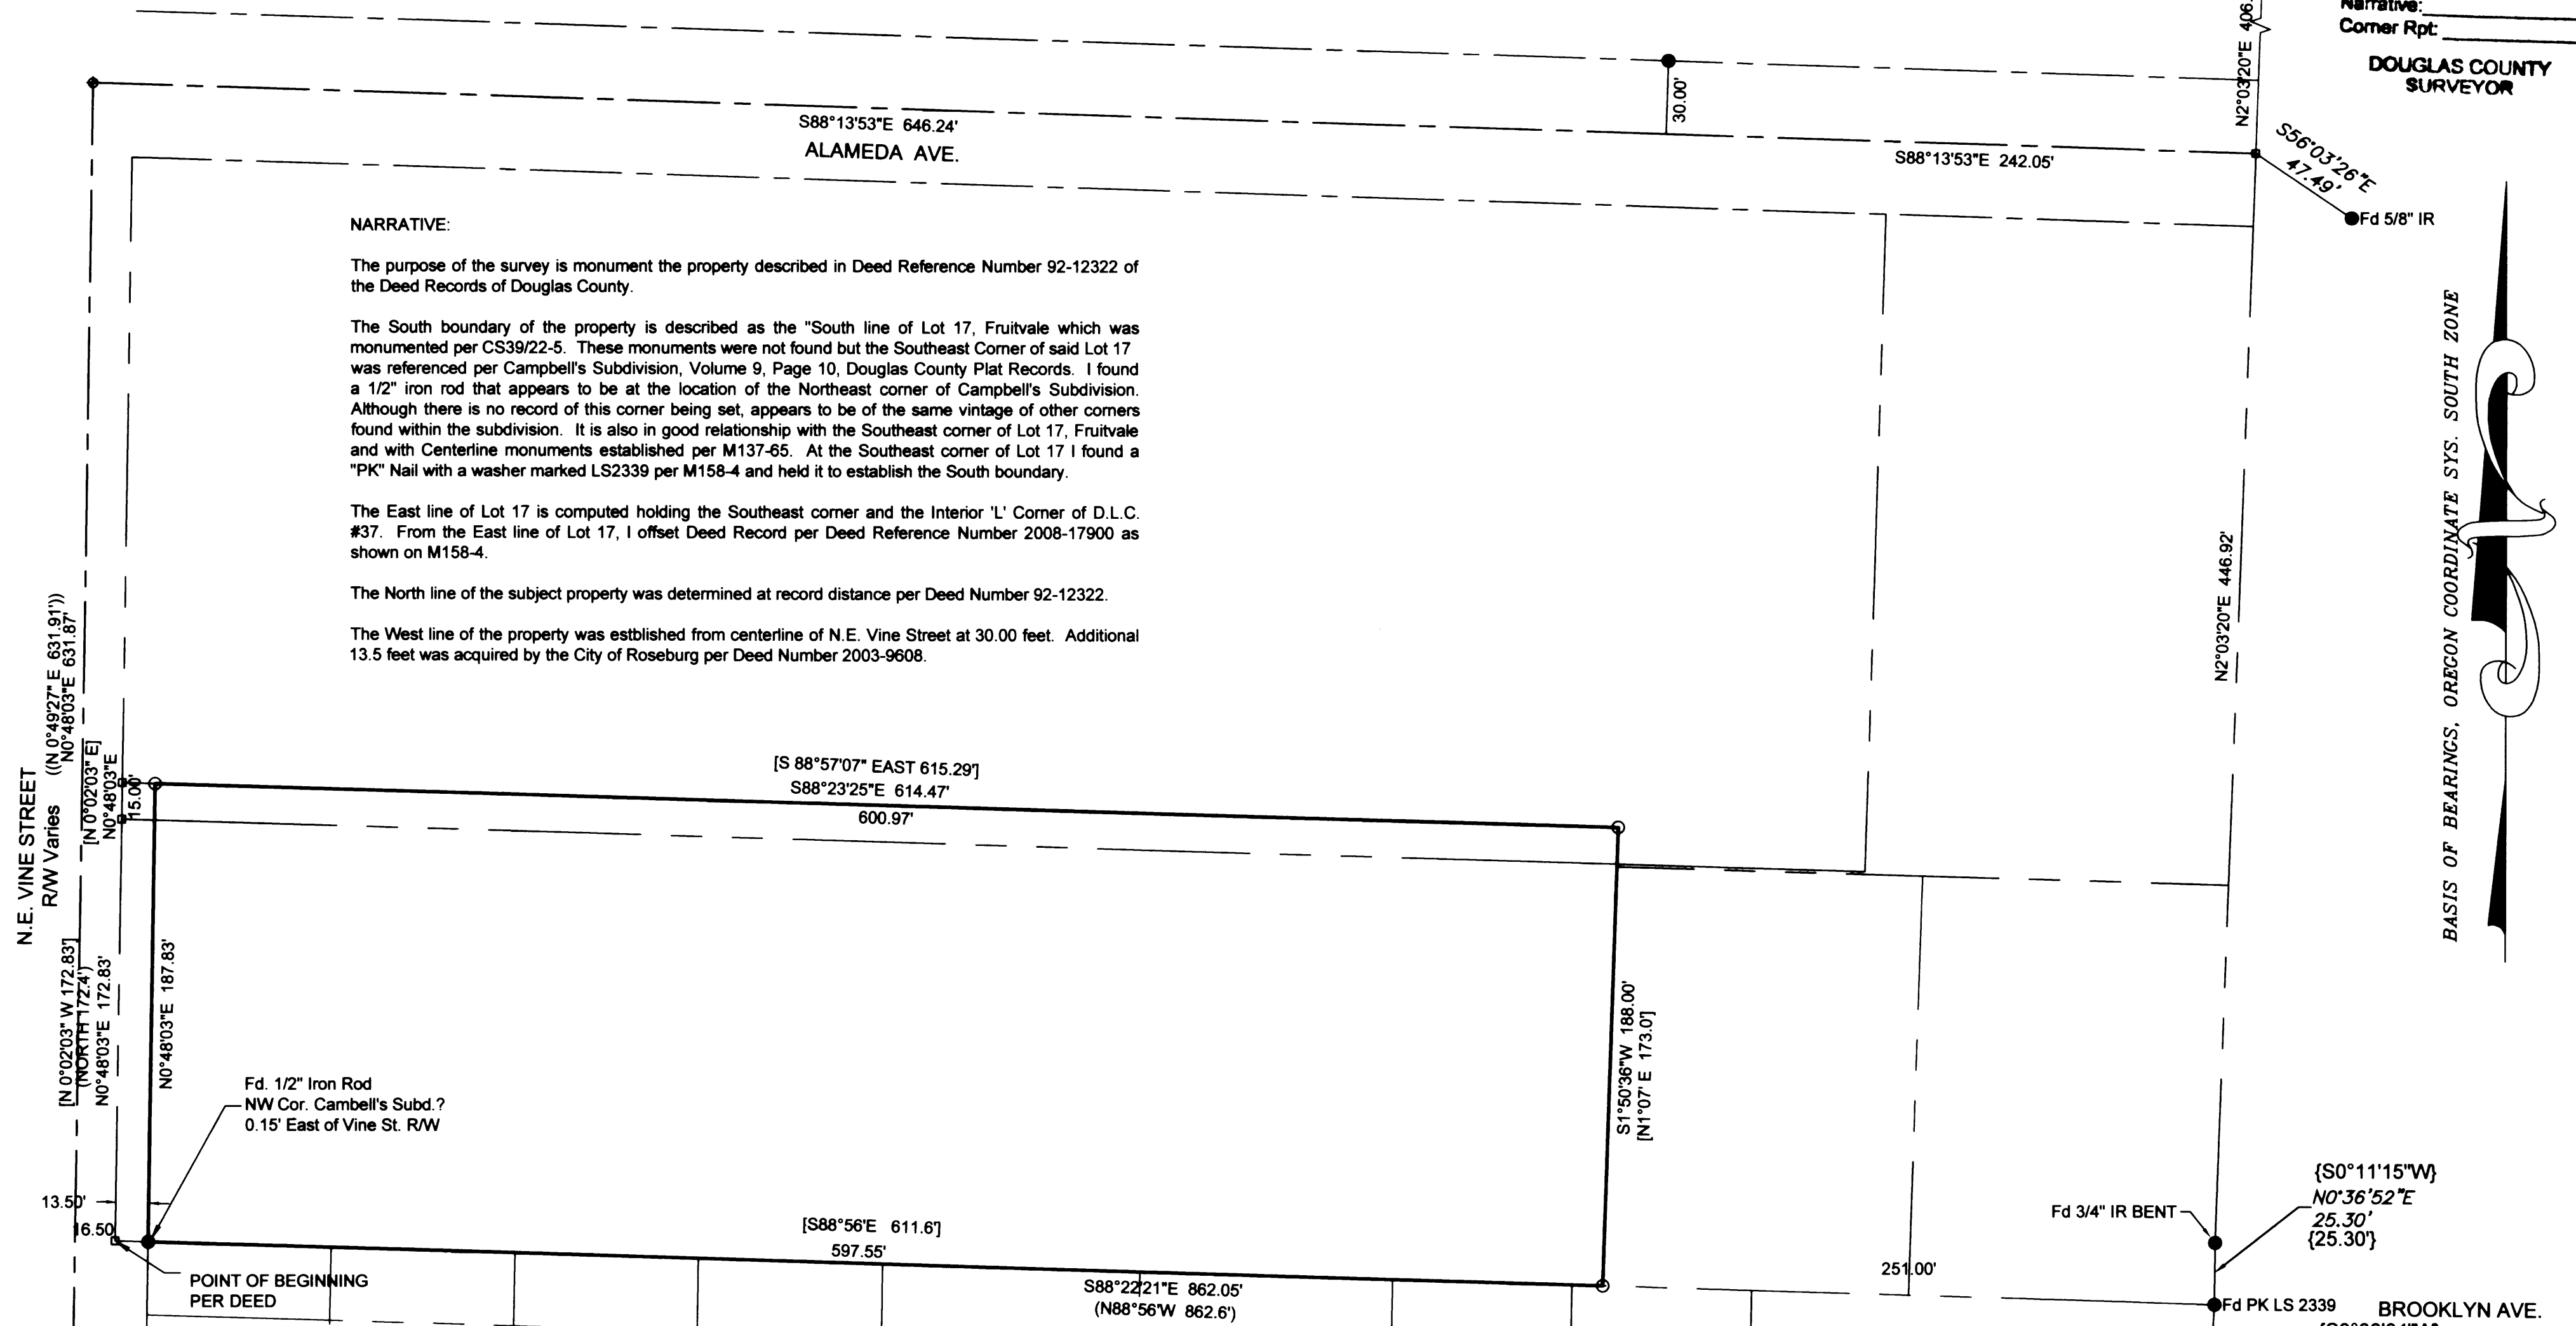 N2°03'20"E 406.
Narrative:
Corner Rpt:
DOUGLAS COUNTY
SURVEYOR
S88°13'53"E 646.24'
ALAMEDA AVE.
30.00'
S88°13'53"E 242.05'
S56°03'26"E
47.49'
Fd 5/8" IR
NARRATIVE:
The purpose of the survey is monument the property described in Deed Reference Number 92-12322 of
the Deed Records of Douglas County.
The South boundary of the property is described as the "South line of Lot 17, Fruitvale which was
monumented per CS39/22-5. These monuments were not found but the Southeast Corner of said Lot 17
was referenced per Campbell's Subdivision, Volume 9, Page 10, Douglas County Plat Records. I found
a 1/2" iron rod that appears to be at the location of the Northeast corner of Campbell's Subdivision.
Although there is no record of this corner being set, appears to be of the same vintage of other corners
found within the subdivision. It is also in good relationship with the Southeast corner of Lot 17, Fruitvale
and with Centerline monuments established per M137-65. At the Southeast corner of Lot 17 I found a
"PK" Nail with a washer marked LS2339 per M158-4 and held it to establish the South boundary.
The East line of Lot 17 is computed holding the Southeast corner and the Interior 'L' Corner of D.L.C.
#37. From the East line of Lot 17, I offset Deed Record per Deed Reference Number 2008-17900 as
shown on M158-4.
The North line of the subject property was determined at record distance per Deed Number 92-12322.
The West line of the property was estblished from centerline of N.E. Vine Street at 30.00 feet. Additional
13.5 feet was acquired by the City of Roseburg per Deed Number 2003-9608.
BASIS OF BEARINGS, OREGON COORDINATE SYS. SOUTH ZONE
N2°03'20"E 446.92'
N.E. VINE STREET
R/W Varies
((N 0°49'27" E 631.91'))
N0°48'03"E 631.87'
[N 0°02'03" E]
N0°48'03"E
15.00'
[S 88°57'07" EAST 615.29']
S88°23'25"E 614.47'
600.97'
[N 0°02'03" W 172.83']
(NORTH 172.4')
N0°48'03"E 172.83'
N0°48'03"E 187.83'
S1°50'36"W 188.00'
[N1°07' E 173.0']
Fd. 1/2" Iron Rod
NW Cor. Cambell's Subd.?
0.15' East of Vine St. R/W
13.50'
16.50
POINT OF BEGINNING
PER DEED
[S88°56'E 611.6']
597.55'
S88°22'21"E 862.05'
(N88°56'W 862.6')
251.00'
Fd 3/4" IR BENT
{S0°11'15"W}
N0°36'52"E
25.30'
{25.30'}
Fd PK LS 2339
BROOKLYN AVE.